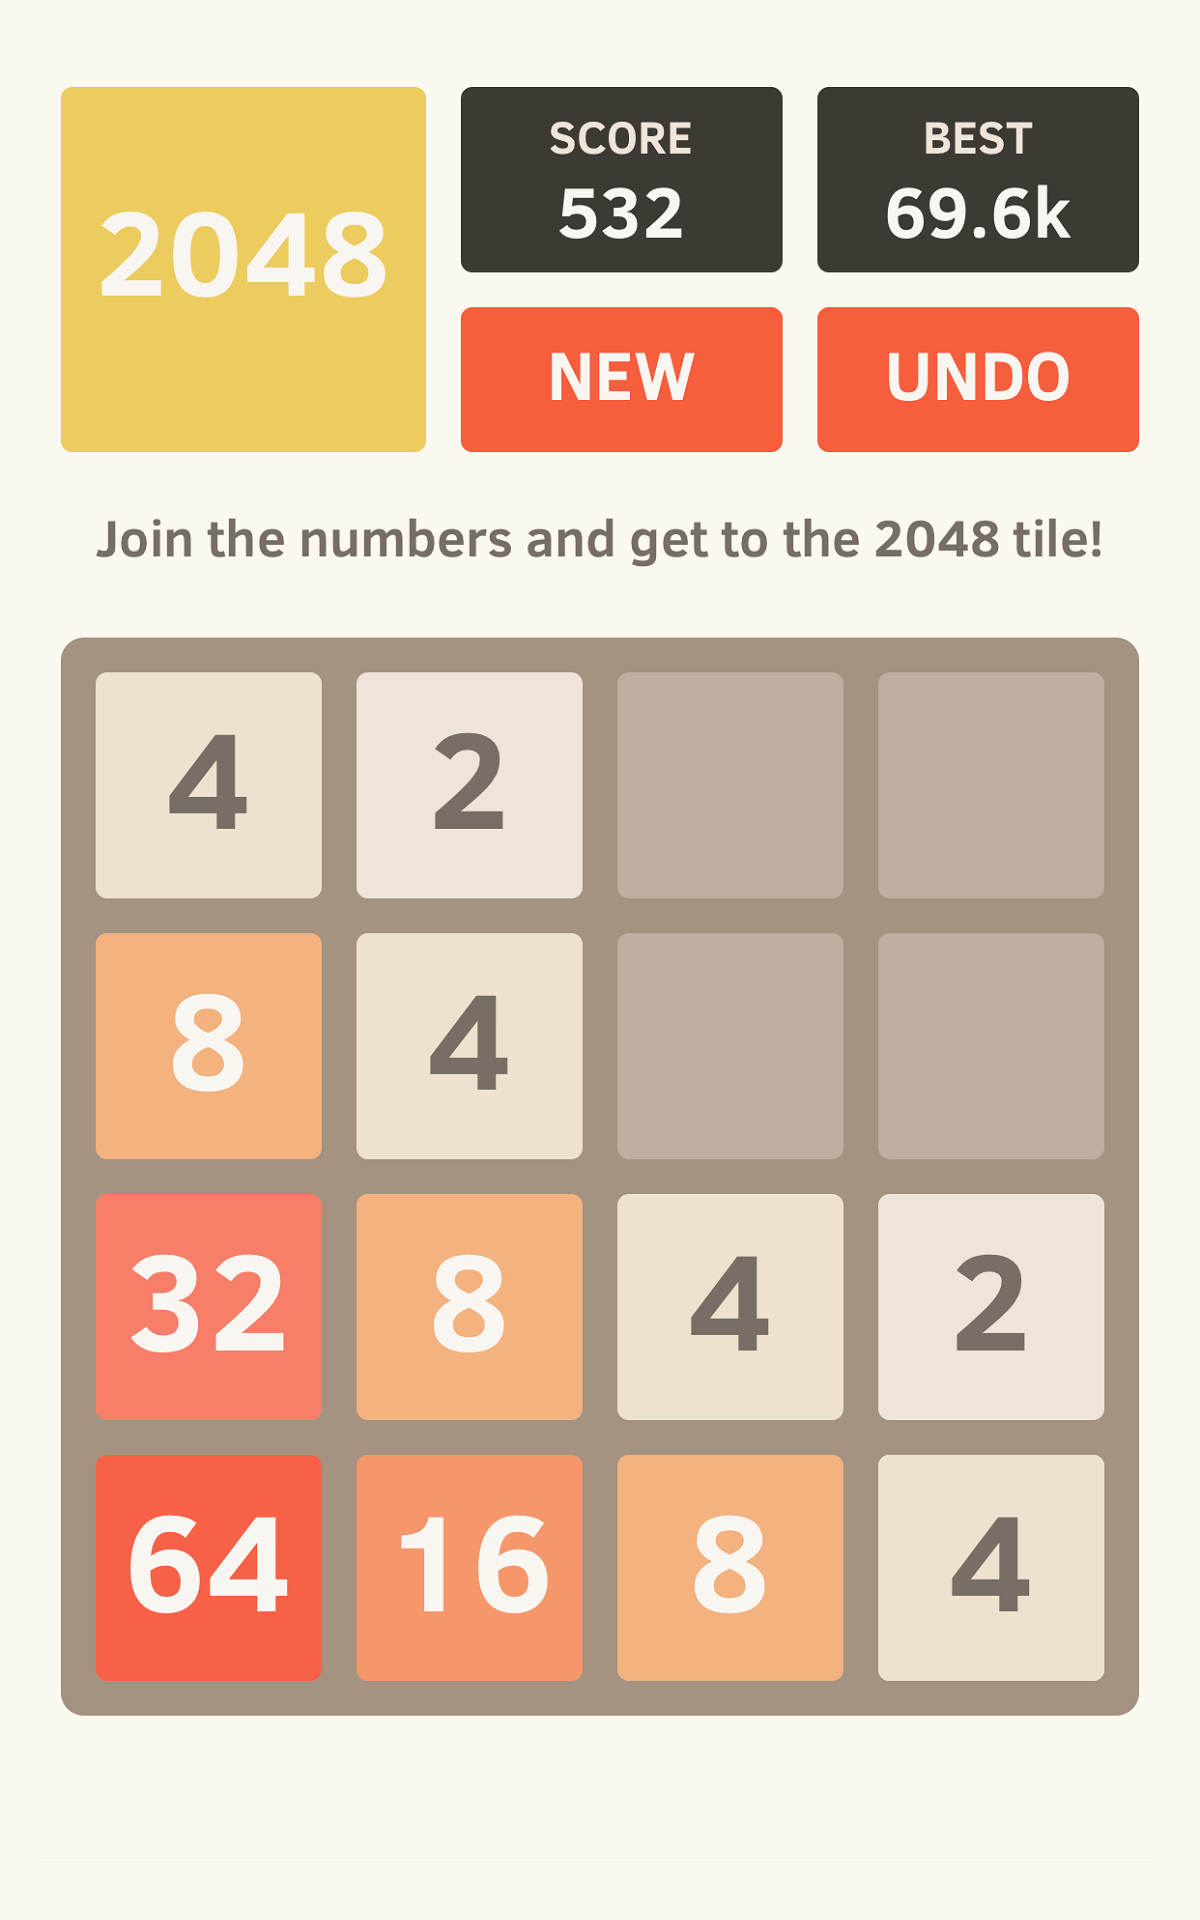 2048
SCORE
532
BEST
69.6k
NEW
UNDO
Join the numbers and get to the 2048 tile!
4 2
8 4
32 8 4 2
64 16 8 4